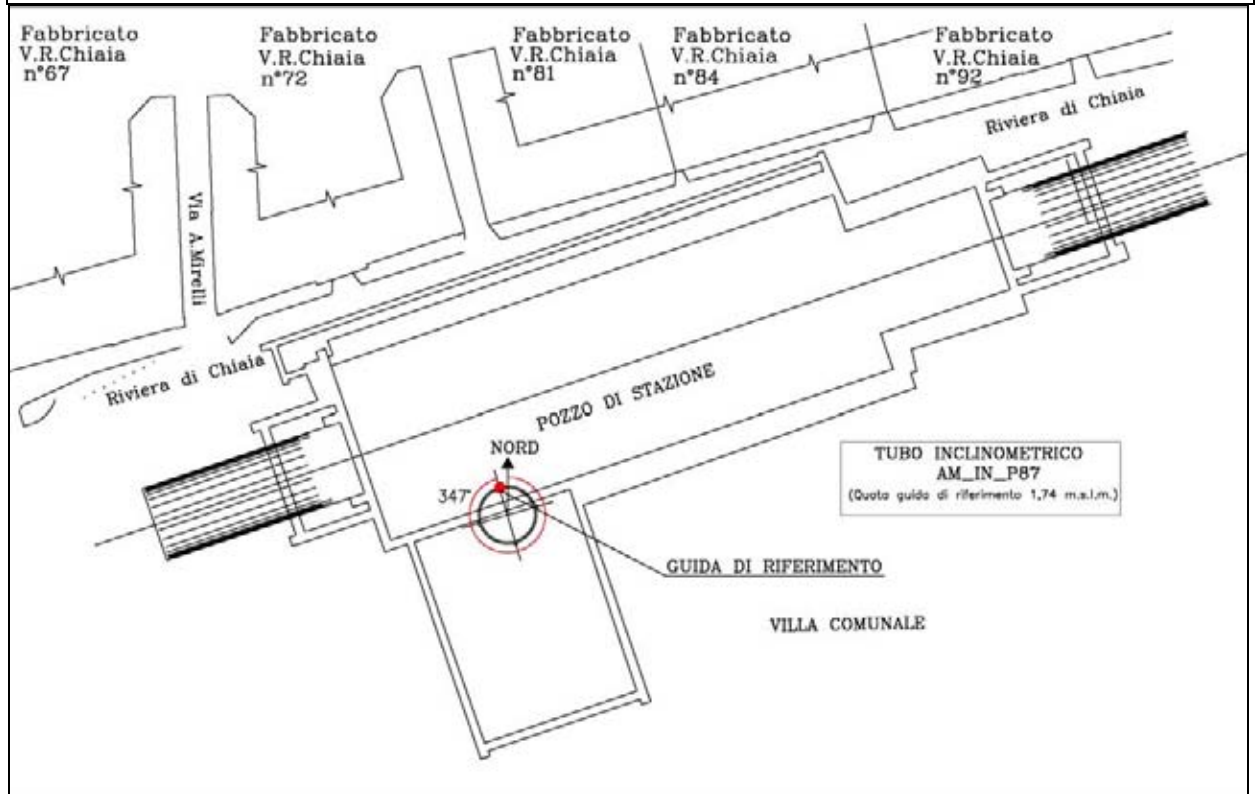 Fabbricato
V.R.Chiaia
n°67
Fabbricato
V.R.Chiaia
n°72
Fabbricato
V.R.Chiaia
n°81
Fabbricato
V.R.Chiaia
n°84
Fabbricato
V.R.Chiaia
n°92
Riviera di Chiaia
Via A.Mirelli
Riviera di Chiaia
POZZO DI STAZIONE
NORD
347°
TUBO INCLINOMETRICO
AM_IN_P87
(Quota guida di riferimento 1,74 m.s.l.m.)
GUIDA DI RIFERIMENTO
VILLA COMUNALE